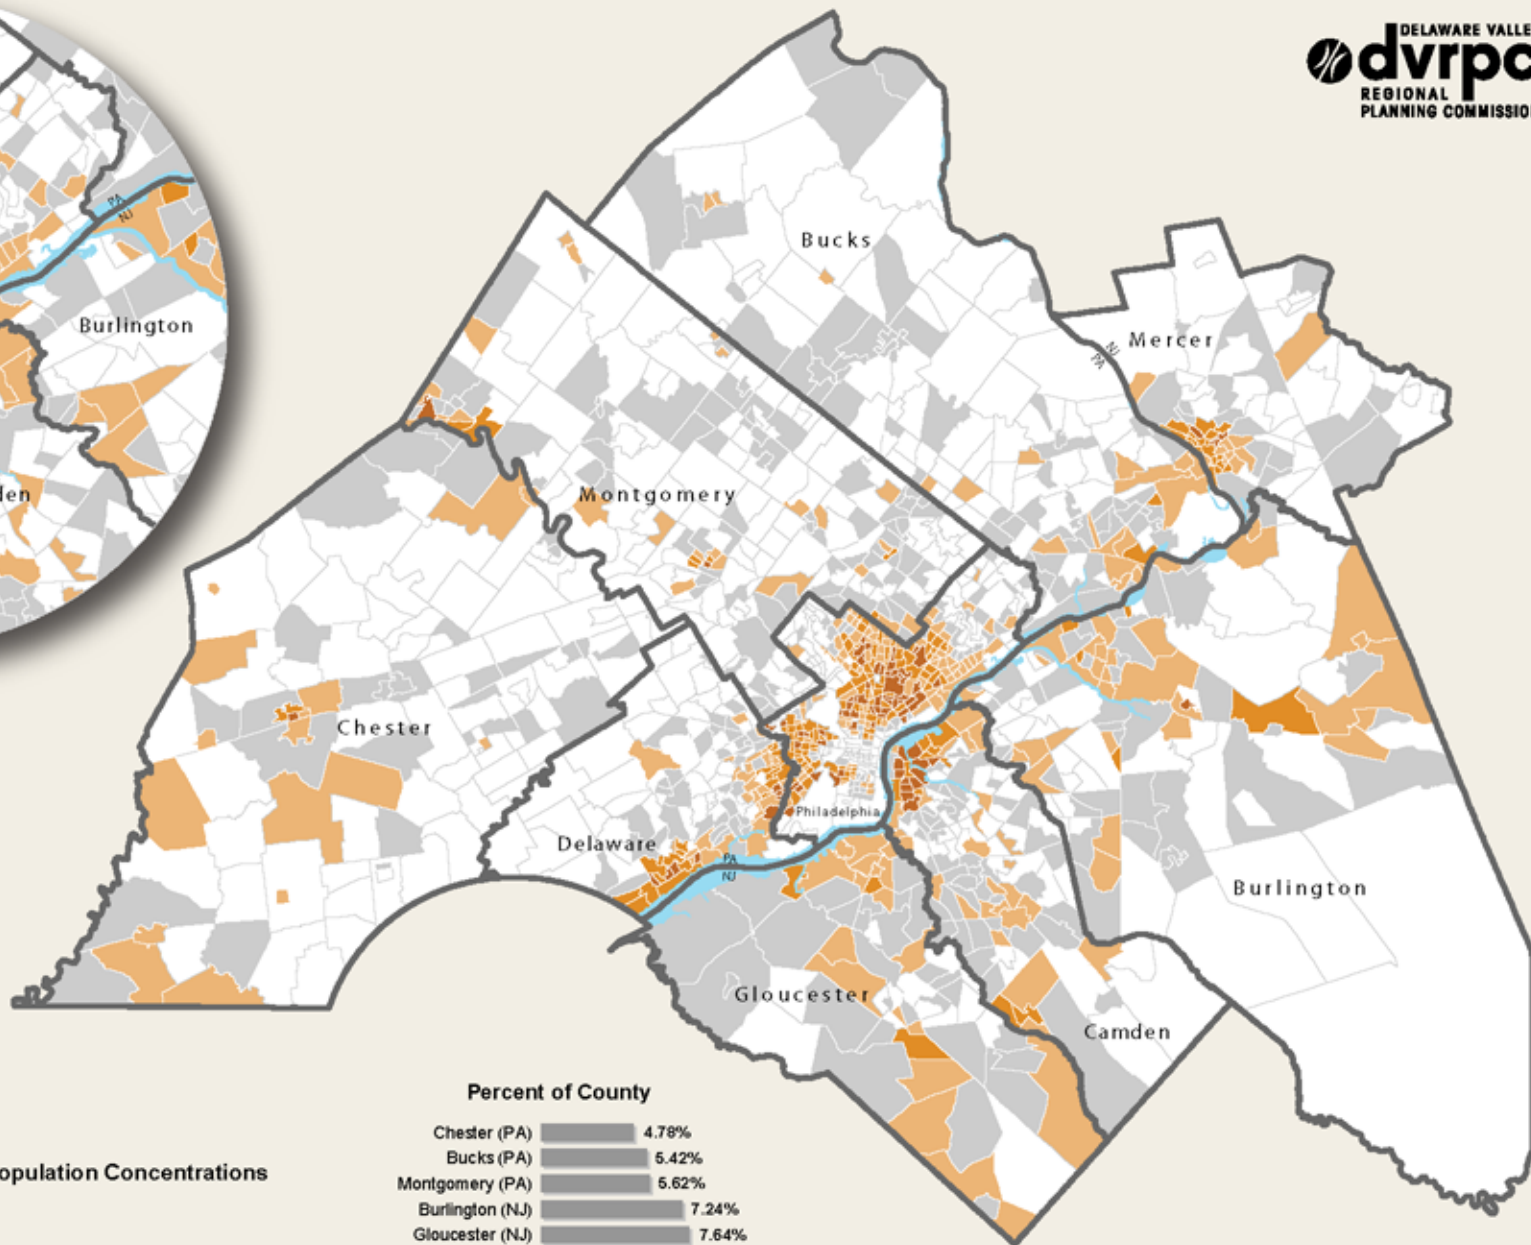 DELAWARE VALLE
dvrpc
REGIONAL
PLANNING COMMISSIO
Bucks
PA
NJ
Mercer
NJ
PA
Burlington
Montgomery
den
Chester
Philadelphia
Delaware
PA
NJ
Burlington
Gloucester
Camden
Percent of County
Chester (PA) 4.78%
Bucks (PA) 5.42%
opulation Concentrations
Montgomery (PA) 5.62%
Burlington (NJ) 7.24%
Gloucester (NJ) 7.64%